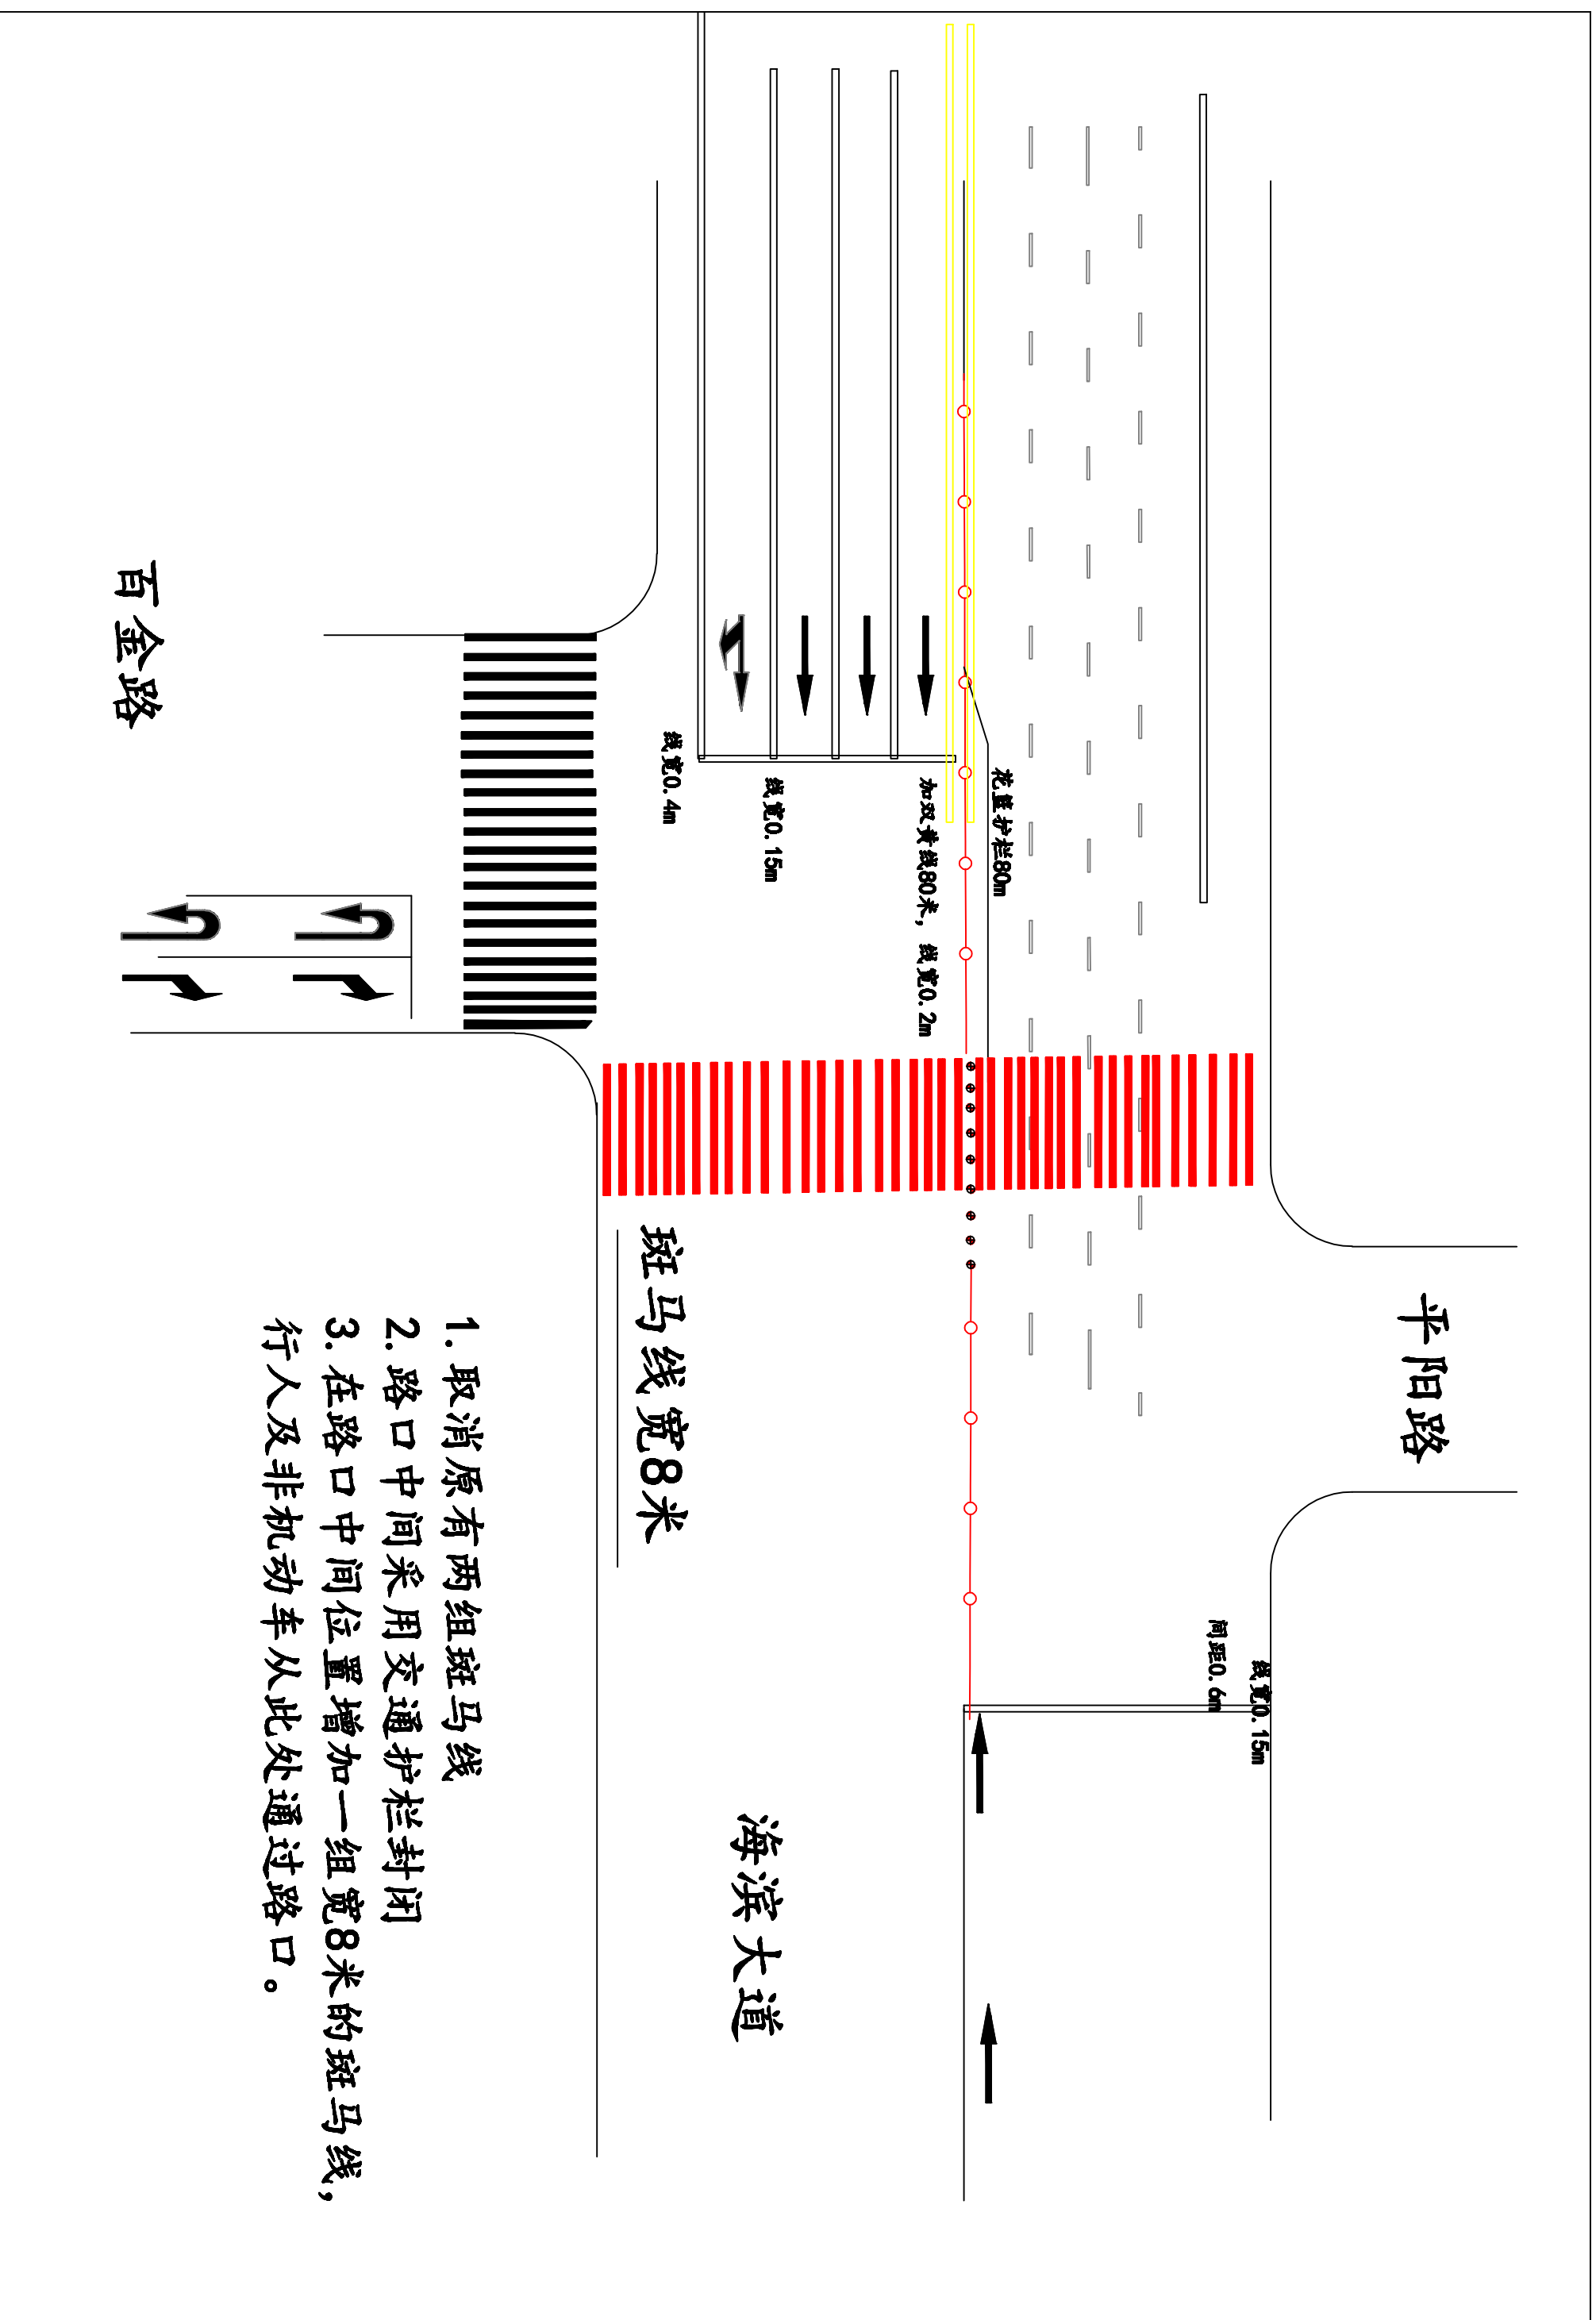 平阳路
线宽0.15m
间距0.6m
花篮护栏80m
加双黄线80米，线宽0.2m
线宽0.15m
线宽0.4m
海滨大道
斑马线宽8米
百金路
1.取消原有两组斑马线
2.路口中间采用交通护栏封闭
3.在路口中间位置增加一组宽8米的斑马线，
行人及非机动车从此处通过路口。